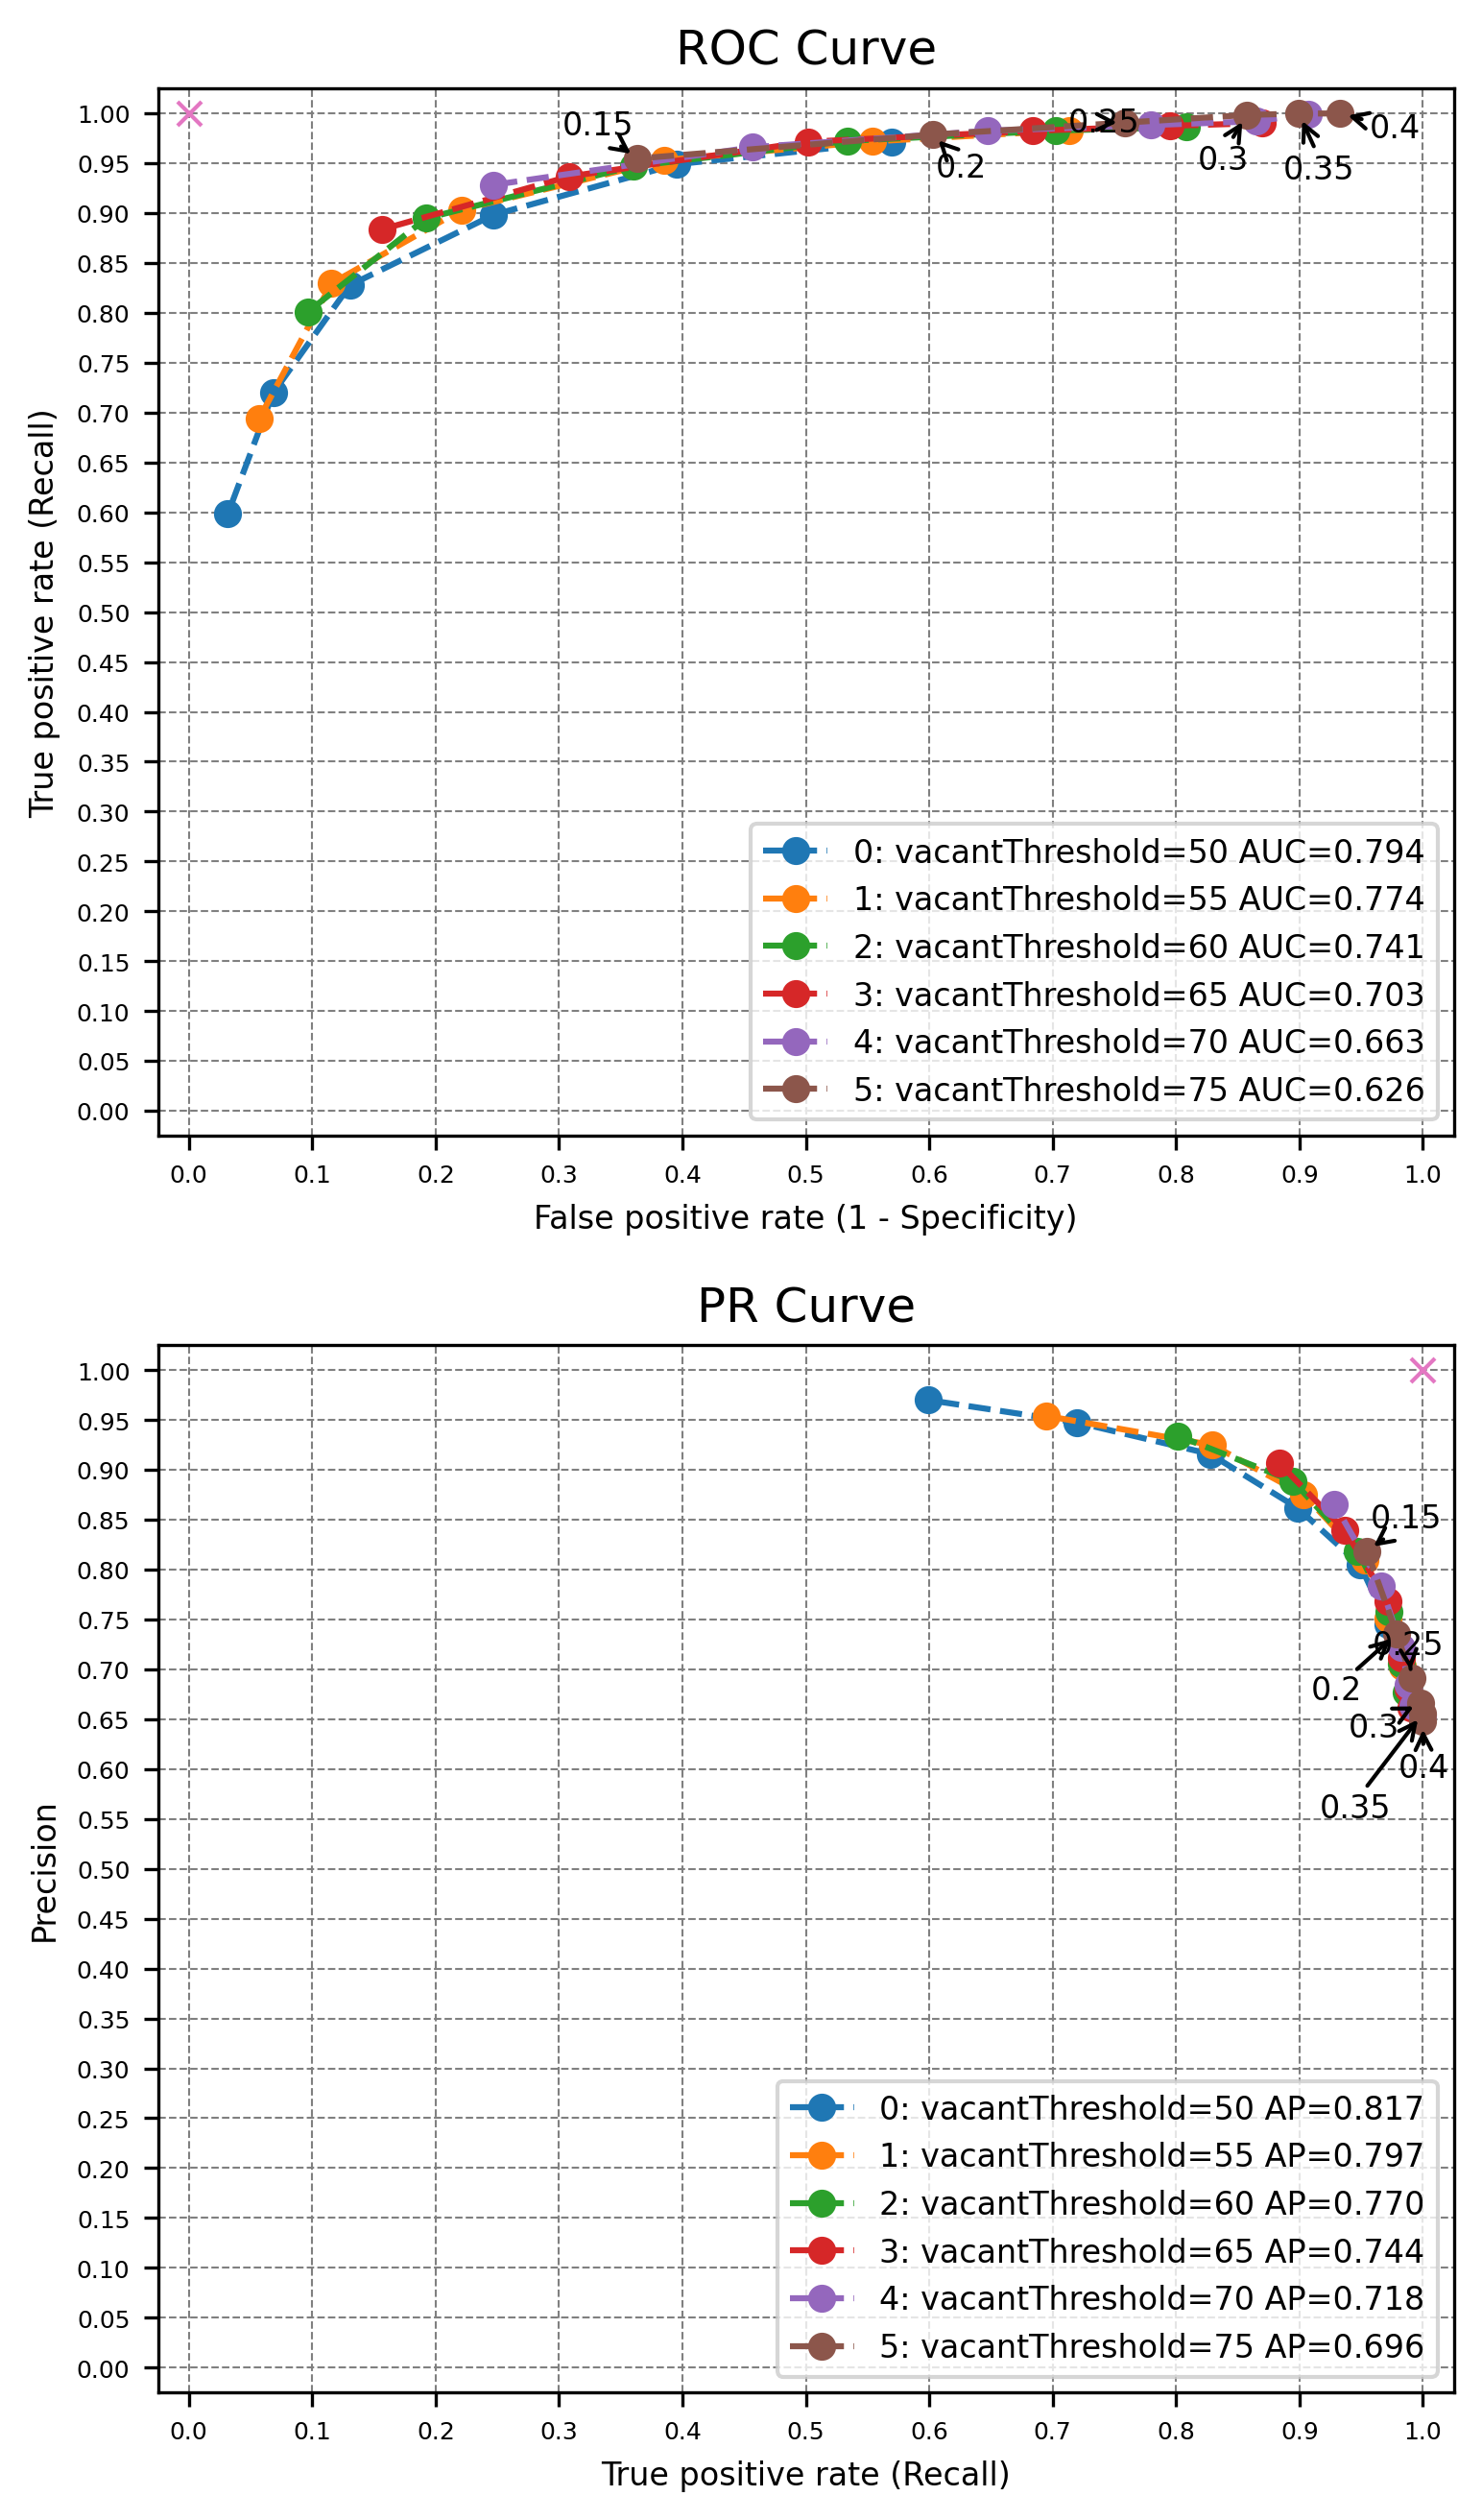 ROC Curve
1.00
0.95
0.90
0.85
0.80
0.75
0.70
0.65
0.60
0.55
0.50
0.45
0.40
0.35
0.30
0.25
0.20
0.15
0.10
0.05
0.00
True positive rate (Recall)
0.15
0.2
0.25
0.3
0.35
0.4
0: vacantThreshold=50 AUC=0.794
1: vacantThreshold=55 AUC=0.774
2: vacantThreshold=60 AUC=0.741
3: vacantThreshold=65 AUC=0.703
4: vacantThreshold=70 AUC=0.663
5: vacantThreshold=75 AUC=0.626
0.0 0.1 0.2 0.3 0.4 0.5 0.6 0.7 0.8 0.9 1.0
False positive rate (1 - Specificity)
PR Curve
1.00
0.95
0.90
0.85
0.80
0.75
0.70
0.65
0.60
0.55
0.50
0.45
0.40
0.35
0.30
0.25
0.20
0.15
0.10
0.05
0.00
Precision
0.15
0.25
0.2
0.3
0.4
0.35
0: vacantThreshold=50 AP=0.817
1: vacantThreshold=55 AP=0.797
2: vacantThreshold=60 AP=0.770
3: vacantThreshold=65 AP=0.744
4: vacantThreshold=70 AP=0.718
5: vacantThreshold=75 AP=0.696
0.0 0.1 0.2 0.3 0.4 0.5 0.6 0.7 0.8 0.9 1.0
True positive rate (Recall)